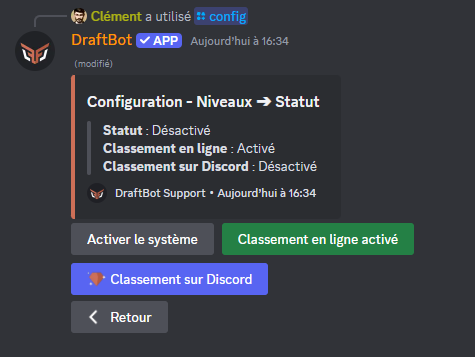 Clément a utilisé config
DraftBot ✓ APP Aujourd'hui à 16:34
(modifié)
Configuration - Niveaux ➔ Statut
Statut : Désactivé
Classement en ligne : Activé
Classement sur Discord : Désactivé
DraftBot Support • Aujourd'hui à 16:34
Activer le système Classement en ligne activé
Classement sur Discord
Retour